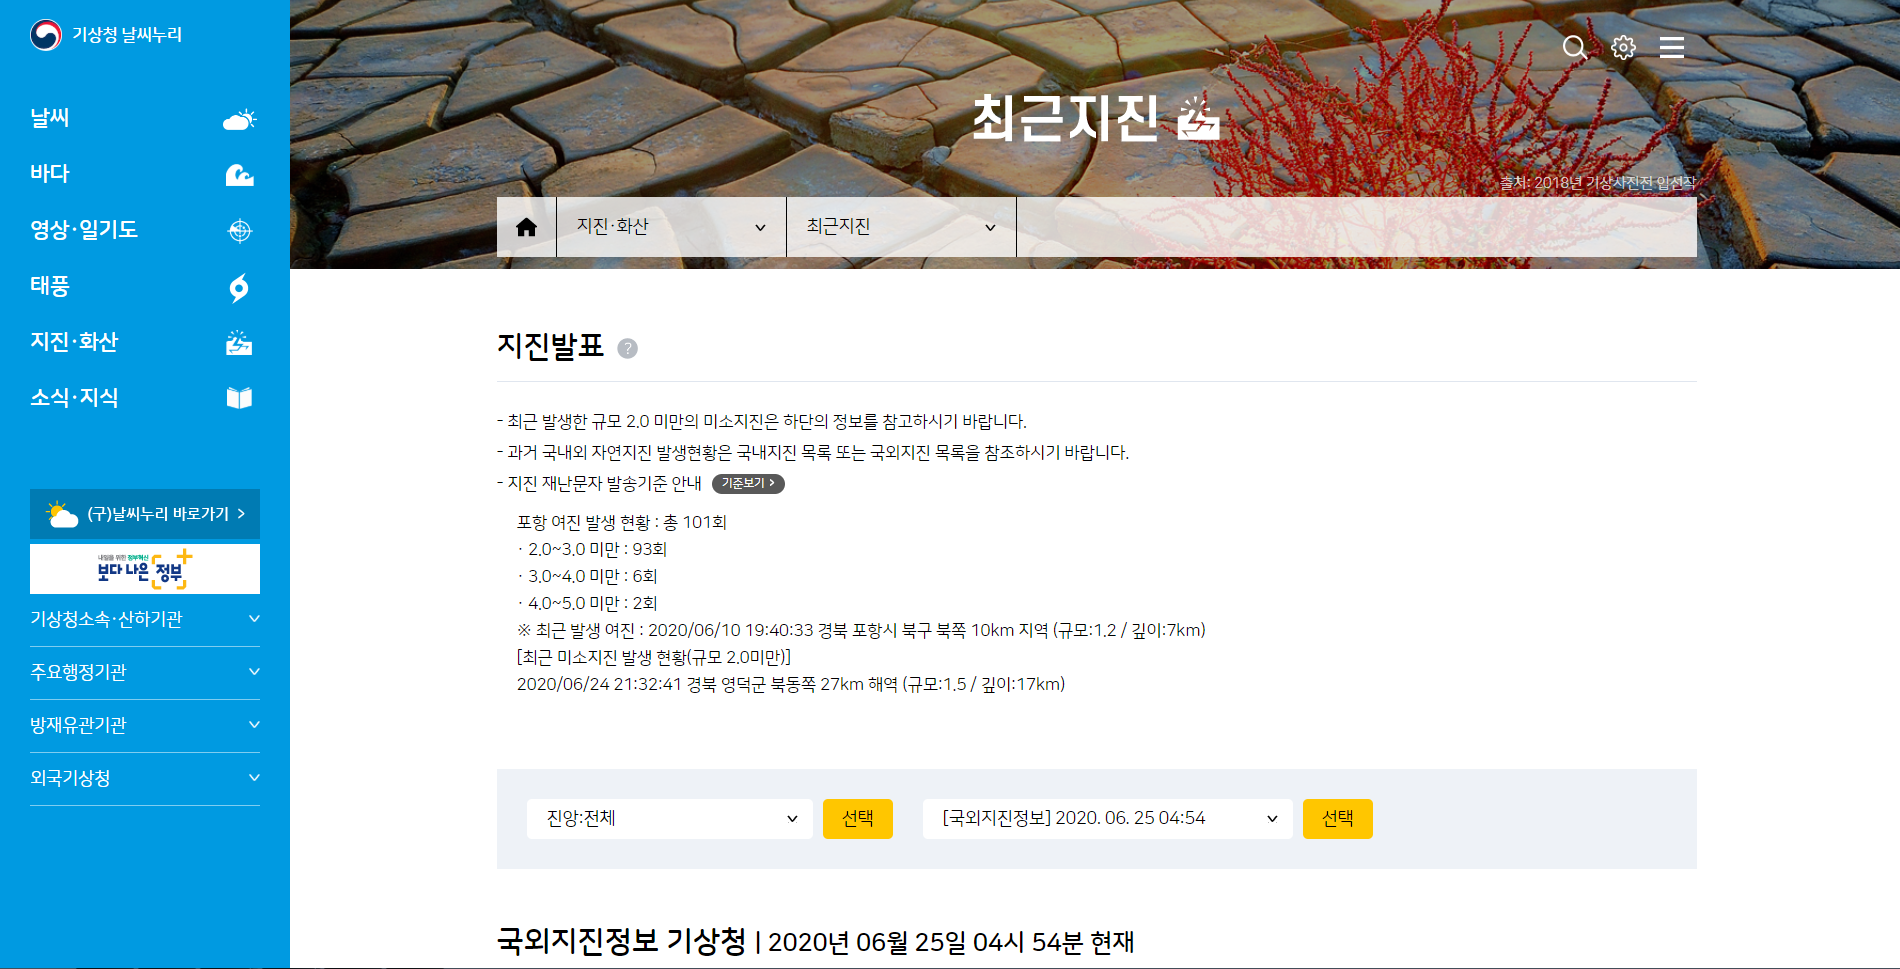 기상청 날씨누리
날씨
바다
영상·일기도
태풍
지진·화산
소식·지식
(구)날씨누리 바로가기 >
내일을 위한 정부혁신
보다 나은 정부
기상청소속·산하기관
주요행정기관
방재유관기관
외국기상청
최근지진
출처: 2018년 기상사진전 입선작
지진·화산
최근지진
지진발표 ?
- 최근 발생한 규모 2.0 미만의 미소지진은 하단의 정보를 참고하시기 바랍니다.
- 과거 국내외 자연지진 발생현황은 국내지진 목록 또는 국외지진 목록을 참조하시기 바랍니다.
- 지진 재난문자 발송기준 안내 기준보기 >
포항 여진 발생 현황 : 총 101회
· 2.0~3.0 미만 : 93회
· 3.0~4.0 미만 : 6회
· 4.0~5.0 미만 : 2회
※ 최근 발생 여진 : 2020/06/10 19:40:33 경북 포항시 북구 북쪽 10km 지역 (규모:1.2 / 깊이:7km)
[최근 미소지진 발생 현황(규모 2.0미만)]
2020/06/24 21:32:41 경북 영덕군 북동쪽 27km 해역 (규모:1.5 / 깊이:17km)
진앙:전체 선택 [국외지진정보] 2020. 06. 25 04:54 선택
국외지진정보 기상청 | 2020년 06월 25일 04시 54분 현재